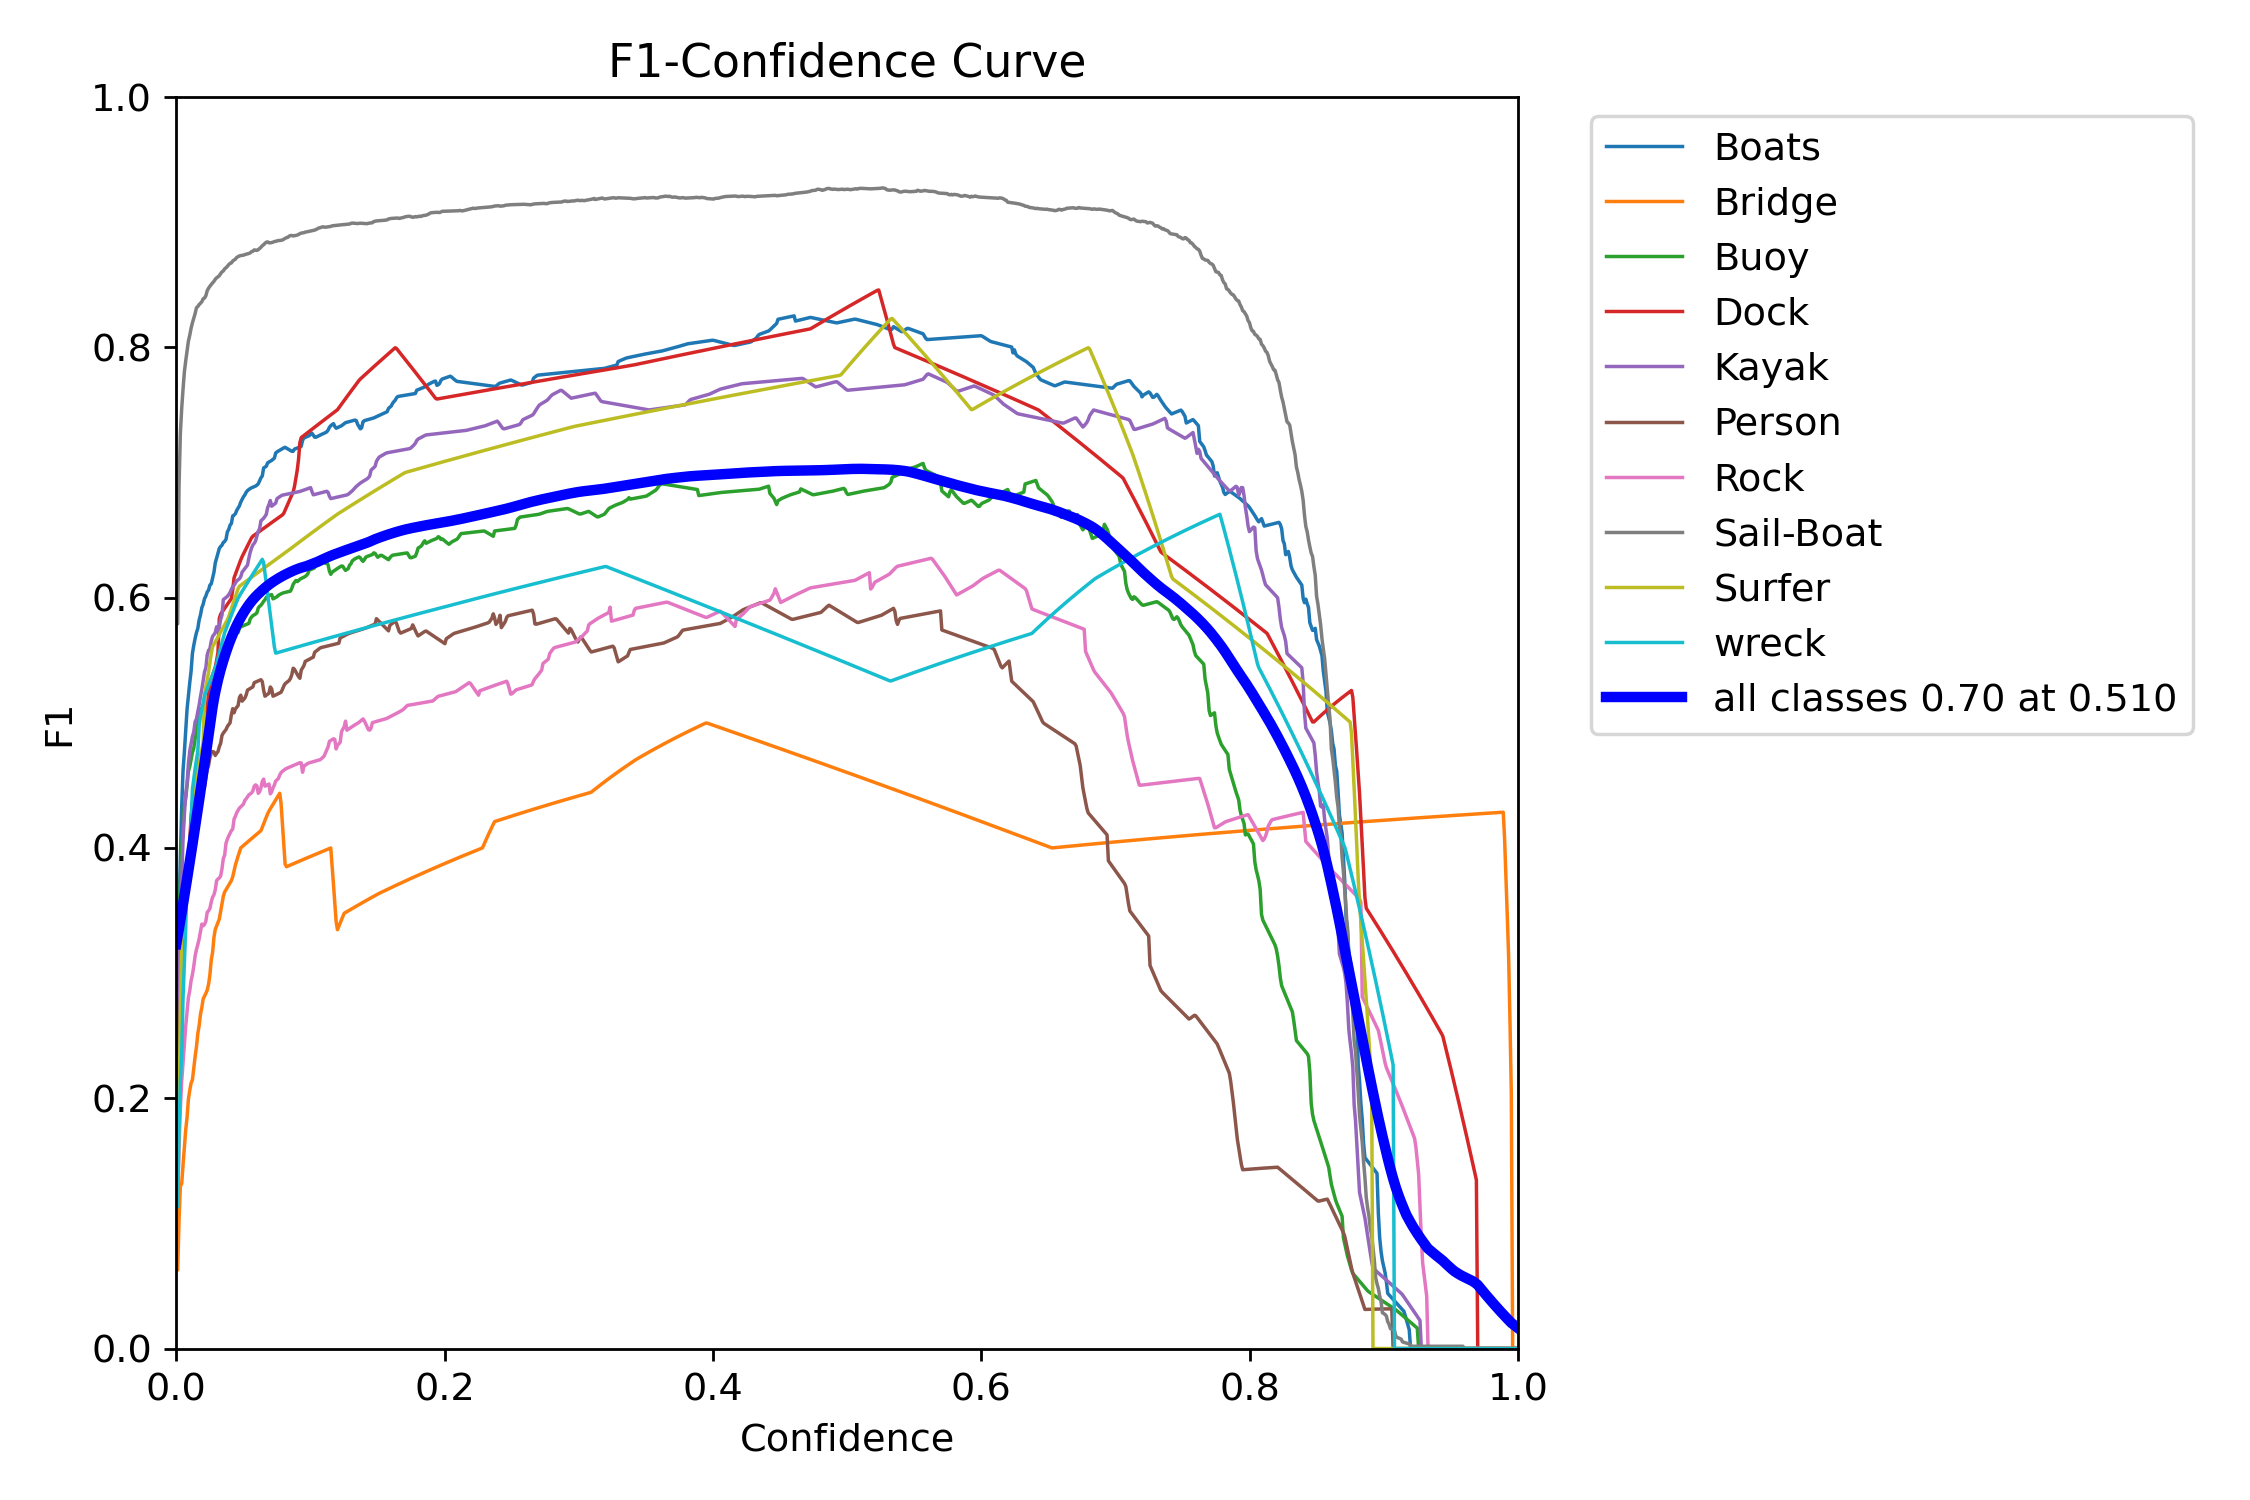 F1-Confidence Curve
1.0
0.8
0.6
0.4
0.2
0.0
F1
0.0 0.2 0.4 0.6 0.8 1.0
Confidence
Boats
Bridge
Buoy
Dock
Kayak
Person
Rock
Sail-Boat
Surfer
wreck
all classes 0.70 at 0.510